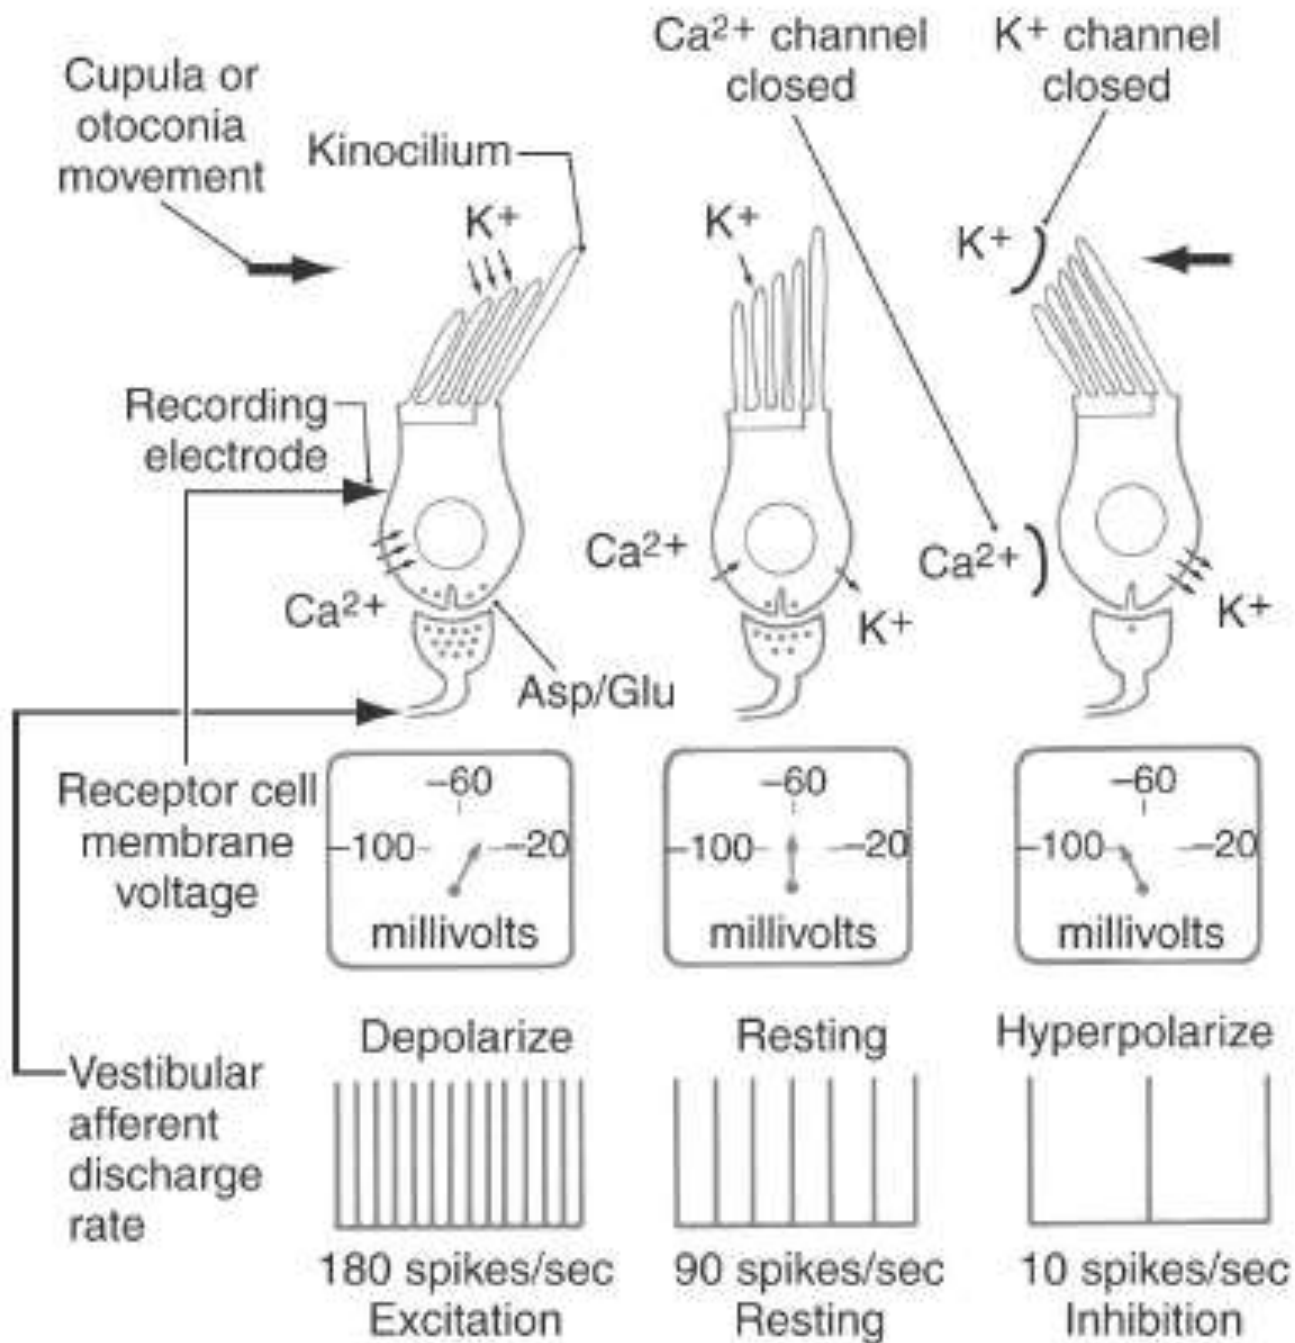 Cupula or
otoconia
movement
Kinocilium
K+
Ca2+ channel
closed
K+ channel
closed
K+
K+
Recording
electrode
Ca2+
Asp/Glu
Ca2+
K+
Ca2+
K+
Receptor cell
membrane
voltage
–60
–100
–20
millivolts
–60
–100
–20
millivolts
–60
–100
–20
millivolts
Depolarize
Resting
Hyperpolarize
Vestibular
afferent
discharge
rate
180 spikes/sec
Excitation
90 spikes/sec
Resting
10 spikes/sec
Inhibition